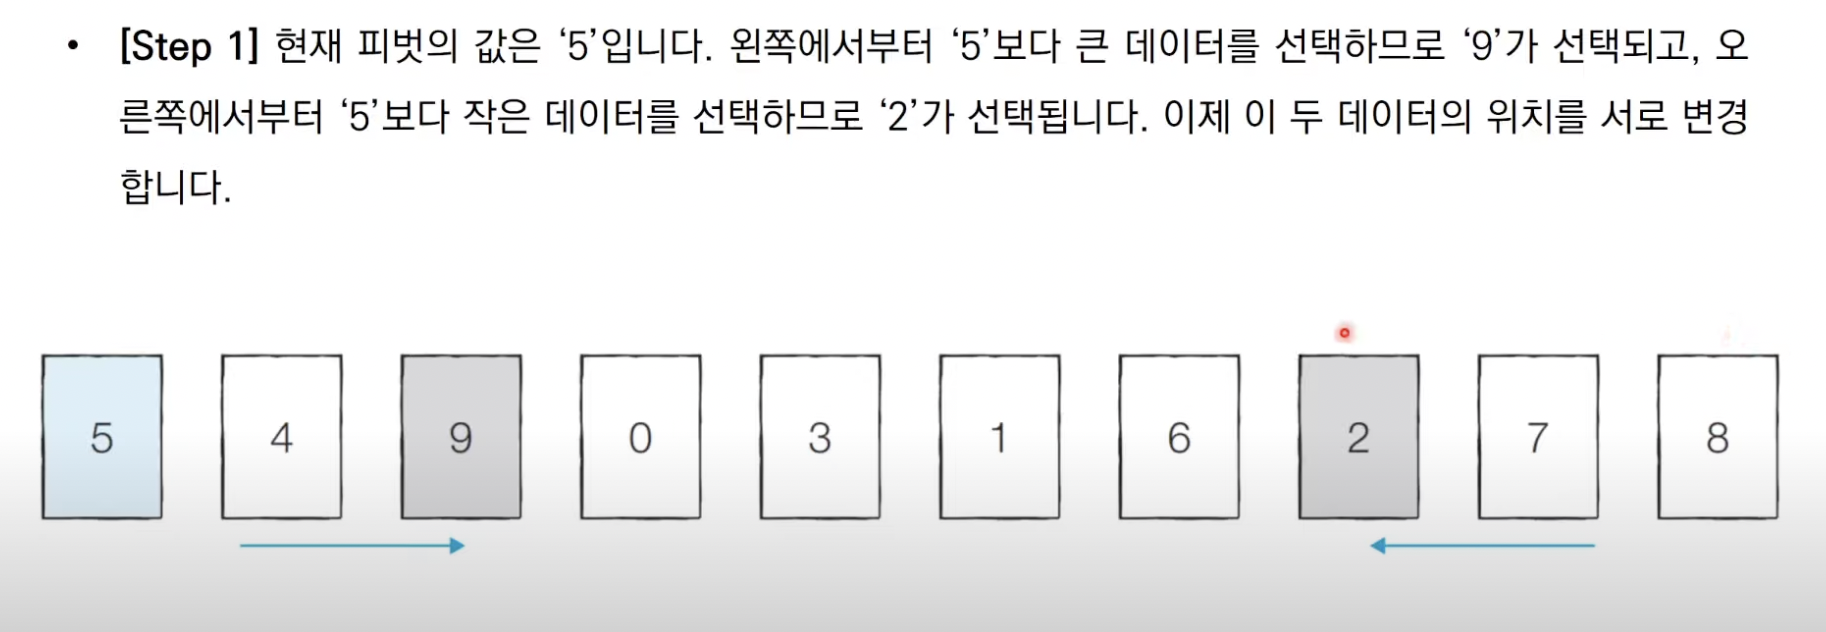 • [Step 1] 현재 피벗의 값은 ‘5’입니다. 왼쪽에서부터 ‘5’보다 큰 데이터를 선택하므로 ‘9’가 선택되고, 오
른쪽에서부터 ‘5’보다 작은 데이터를 선택하므로 ‘2’가 선택됩니다. 이제 이 두 데이터의 위치를 서로 변경
합니다.
5 4 9 0 3 1 6 2 7 8